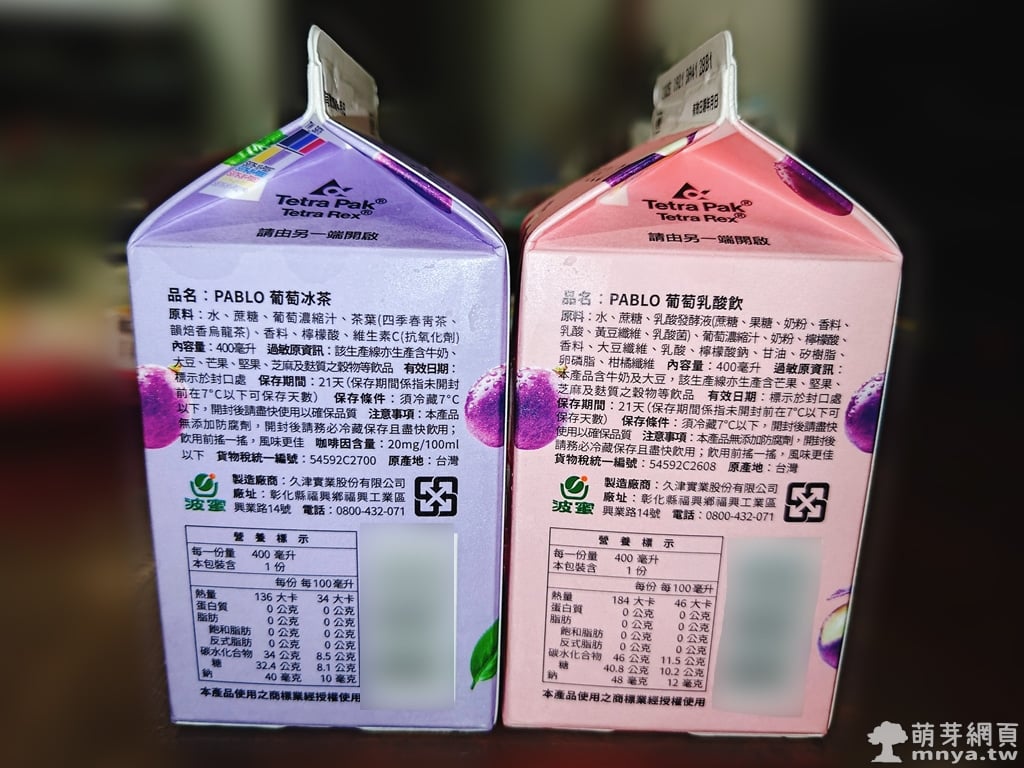 Tetra Pak®
Tetra Rex®
請由另一端開啟
品名：PABLO 葡萄冰茶
原料：水、蔗糖、葡萄濃縮汁、茶葉(四季春青茶、
韻焙香烏龍茶)、香料、檸檬酸、維生素C(抗氧化劑)
內容量：400毫升 過敏原資訊：該生產線亦生產含牛奶、
大豆、芒果、堅果、芝麻及麩質之穀物等飲品 有效日期：
標示於封口處 保存期間：21天(保存期間係指未開封
前在7°C以下可保存天數) 保存條件：須冷藏7°C
以下，開封後請盡快使用以確保品質 注意事項：本產品
無添加防腐劑，開封後請務必冷藏保存且盡快飲用；
飲用前搖一搖，風味更佳 咖啡因含量：20mg/100ml
以下 貨物稅統一編號：54592C2700 原產地：台灣
波蜜
製造廠商：久津實業股份有限公司
廠址：彰化縣福興鄉福興工業區
興業路14號 電話：0800-432-071
營養標示
每一份量 400 毫升
本包裝含 1 份
每份 每100毫升
熱量 136 大卡 34 大卡
蛋白質 0 公克 0 公克
脂肪 0 公克 0 公克
飽和脂肪 0 公克 0 公克
反式脂肪 0 公克 0 公克
碳水化合物 34 公克 8.5 公克
糖 32.4 公克 8.1 公克
鈉 40 毫克 10 毫克
本產品使用之商標業經授權使用
Tetra Pak®
Tetra Rex®
請由另一端開啟
品名：PABLO 葡萄乳酸飲
原料：水、蔗糖、乳酸發酵液(蔗糖、果糖、奶粉、香料、
乳酸、黃豆纖維、乳酸菌)、葡萄濃縮汁、奶粉、檸檬酸、
香料、大豆纖維、乳酸、檸檬酸鈉、甘油、矽樹脂、
卵磷脂、柑橘纖維 內容量：400毫升 過敏原資訊：
本產品含牛奶及大豆，該生產線亦生產含芒果、堅果、
芝麻及麩質之穀物等飲品 有效日期：標示於封口處
保存期間：21天(保存期間係指未開封前在7°C以下可
保存天數) 保存條件：須冷藏7°C以下，開封後請盡快
使用以確保品質 注意事項：本產品無添加防腐劑，開封後
請務必冷藏保存且盡快飲用；飲用前搖一搖，風味更佳
貨物稅統一編號：54592C2608 原產地：台灣
波蜜
製造廠商：久津實業股份有限公司
廠址：彰化縣福興鄉福興工業區
興業路14號 電話：0800-432-071
營養標示
每一份量 400 毫升
本包裝含 1 份
每份 每100毫升
熱量 184 大卡 46 大卡
蛋白質 0 公克 0 公克
脂肪 0 公克 0 公克
飽和脂肪 0 公克 0 公克
反式脂肪 0 公克 0 公克
碳水化合物 46 公克 11.5 公克
糖 40.8 公克 10.2 公克
鈉 48 毫克 12 毫克
本產品使用之商標業經授權使用
萌芽網頁
mnya.tw